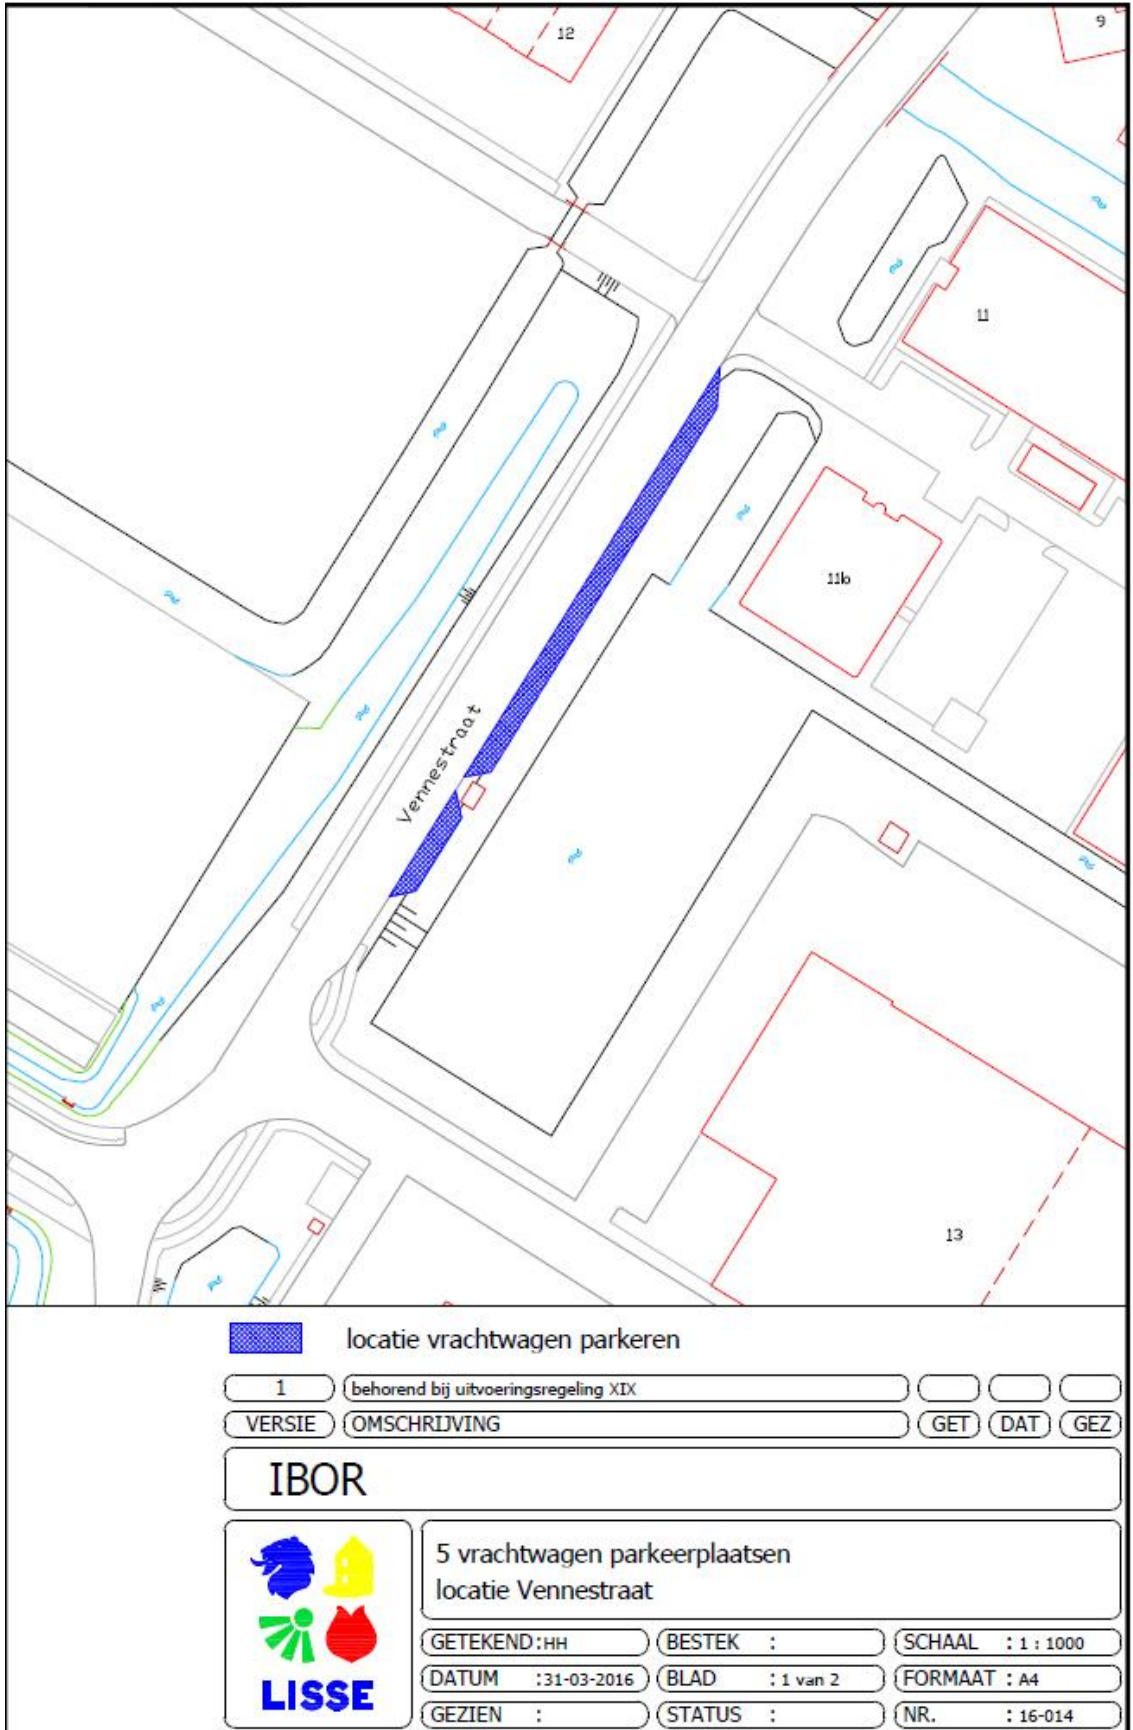 12
9
11
11b
Vennestraat
13
locatie vrachtwagen parkeren
1 behorend bij uitvoeringsregeling XIX
VERSIE OMSCHRIJVING GET DAT GEZ
IBOR
5 vrachtwagen parkeerplaatsen
locatie Vennestraat
GETEKEND:HH BESTEK : SCHAAL : 1 : 1000
DATUM :31-03-2016 BLAD : 1 van 2 FORMAAT : A4
GEZIEN : STATUS : NR. : 16-014
LISSE